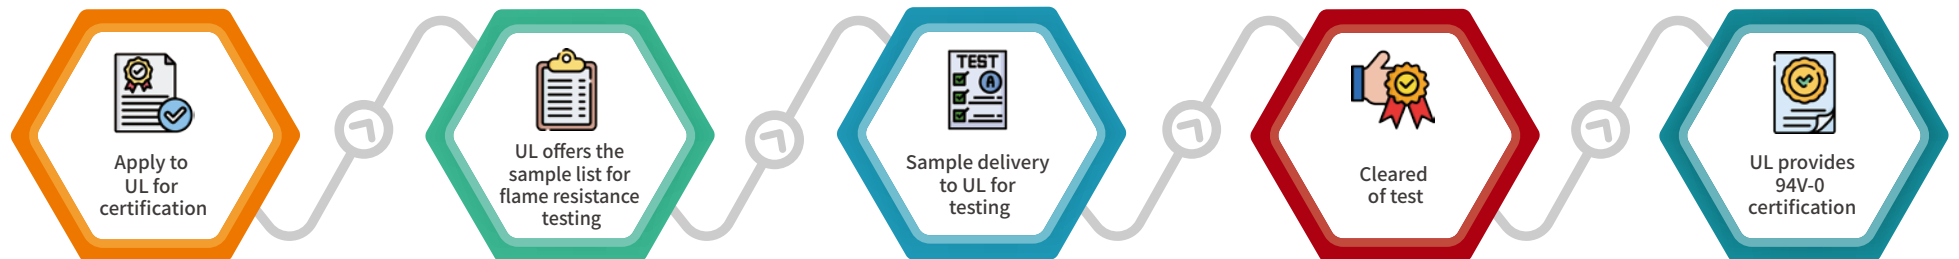 Apply to
UL for
certification
UL offers the
sample list for
flame resistance
testing
TEST
A
Sample delivery
to UL for
testing
Cleared
of test
UL provides
94V-0
certification